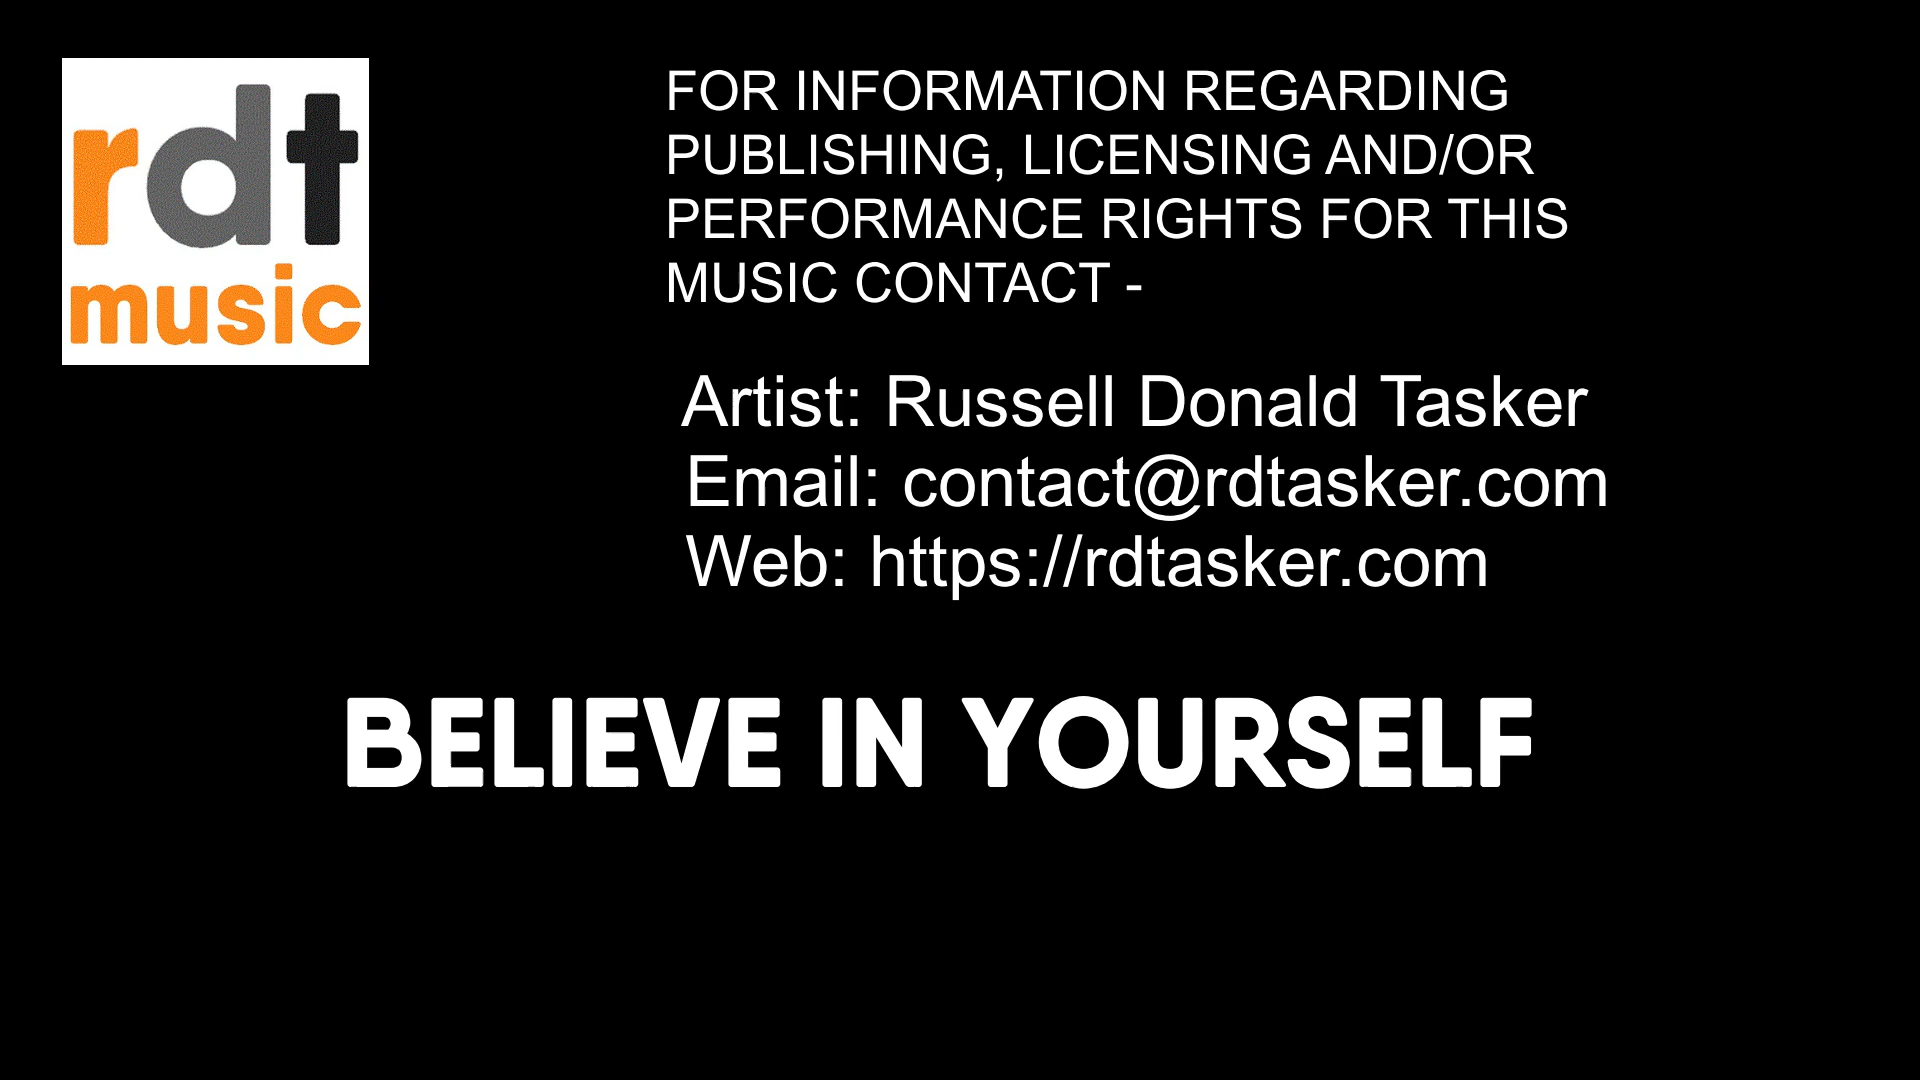 rdt
music
FOR INFORMATION REGARDING
PUBLISHING, LICENSING AND/OR
PERFORMANCE RIGHTS FOR THIS
MUSIC CONTACT -
Artist: Russell Donald Tasker
Email: contact@rdtasker.com
Web: https://rdtasker.com
BELIEVE IN YOURSELF